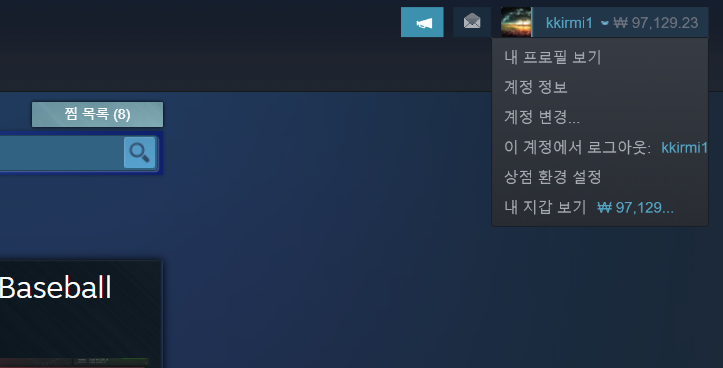 kkirmi1 ₩ 97,129.23
내 프로필 보기
계정 정보
계정 변경...
이 계정에서 로그아웃: kkirmi1
상점 환경 설정
내 지갑 보기 ₩ 97,129...
찜 목록 (8)
Baseball